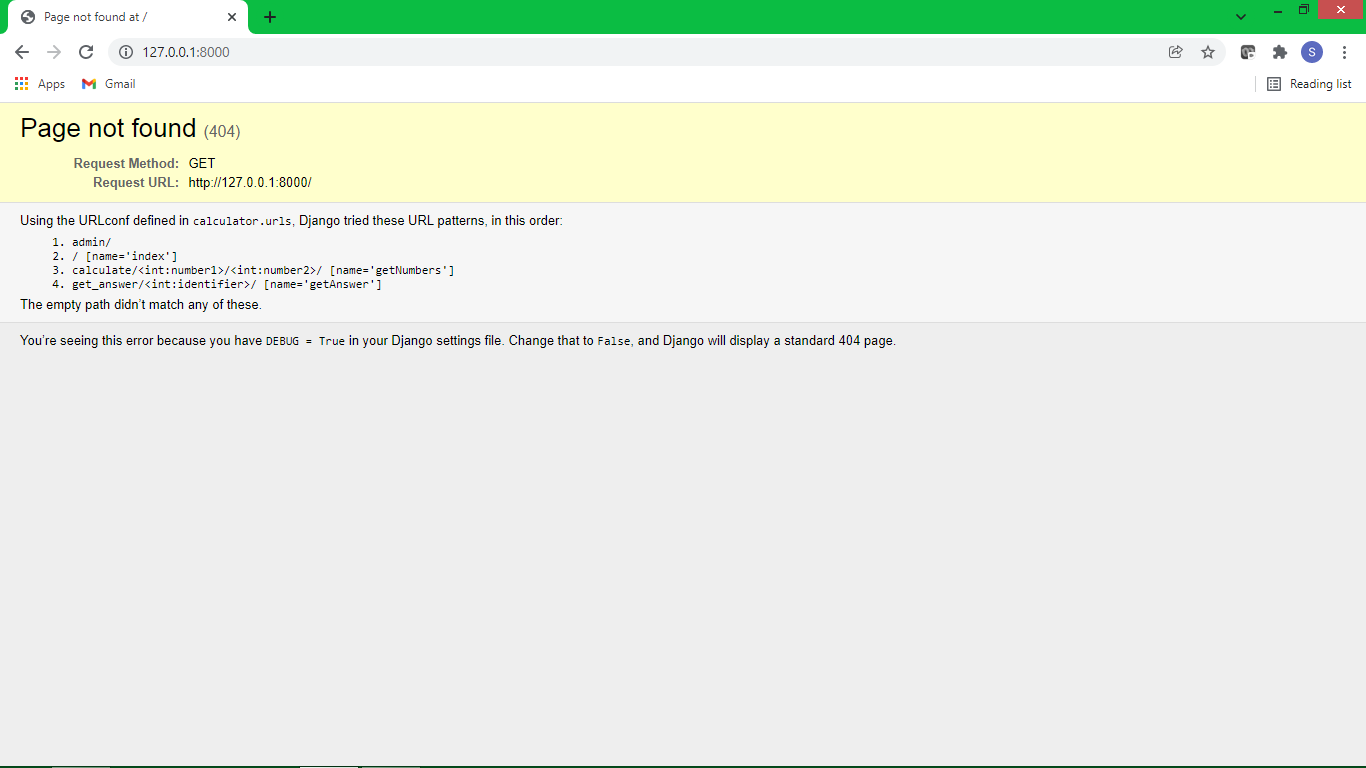 Page not found at /
127.0.0.1:8000
S
Apps Gmail Reading list
Page not found (404)
Request Method: GET
Request URL: http://127.0.0.1:8000/
Using the URLconf defined in calculator.urls, Django tried these URL patterns, in this order:
1. admin/
2. / [name='index']
3. calculate/<int:number1>/<int:number2>/ [name='getNumbers']
4. get_answer/<int:identifier>/ [name='getAnswer']
The empty path didn’t match any of these.
You’re seeing this error because you have DEBUG = True in your Django settings file. Change that to False, and Django will display a standard 404 page.